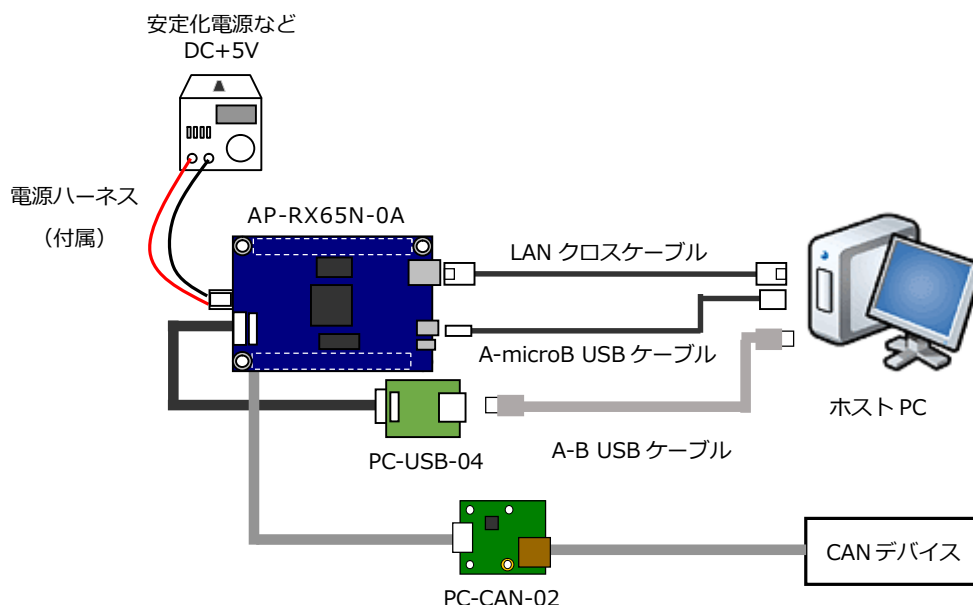 安定化電源など
DC+5V
電源ハーネス
（付属）
AP-RX65N-0A
LAN クロスケーブル
A-microB USB ケーブル
ホスト PC
A-B USB ケーブル
PC-USB-04
CAN デバイス
PC-CAN-02